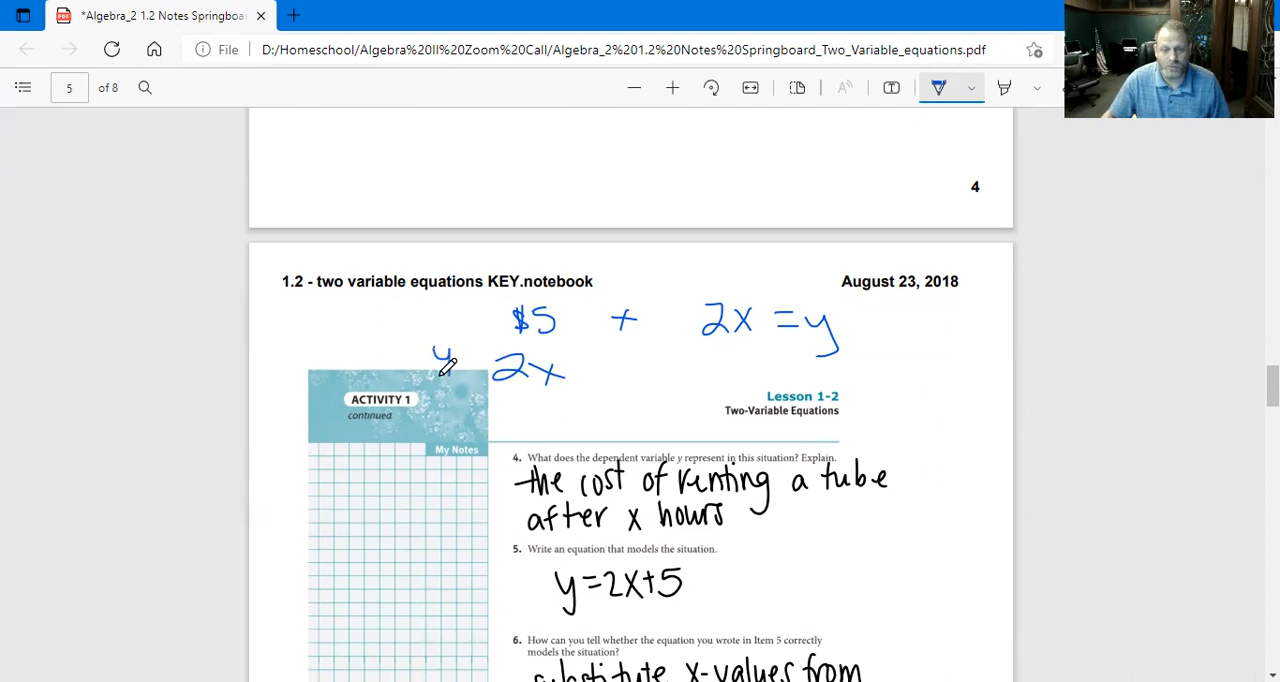 *Algebra_2 1.2 Notes Springboar
File D:/Homeschool/Algebra%20II%20Zoom%20Call/Algebra_2%201.2%20Notes%20Springboard_Two_Variable_equations.pdf
5 of 8
4
1.2 - two variable equations KEY.notebook August 23, 2018
$5 + 2x = y
y 2x
ACTIVITY 1
continued
Lesson 1-2
Two-Variable Equations
My Notes
4. What does the dependent variable y represent in this situation? Explain.
the cost of renting a tube
after x hours
5. Write an equation that models the situation.
y=2x+5
6. How can you tell whether the equation you wrote in Item 5 correctly
models the situation?
substitute x-values from